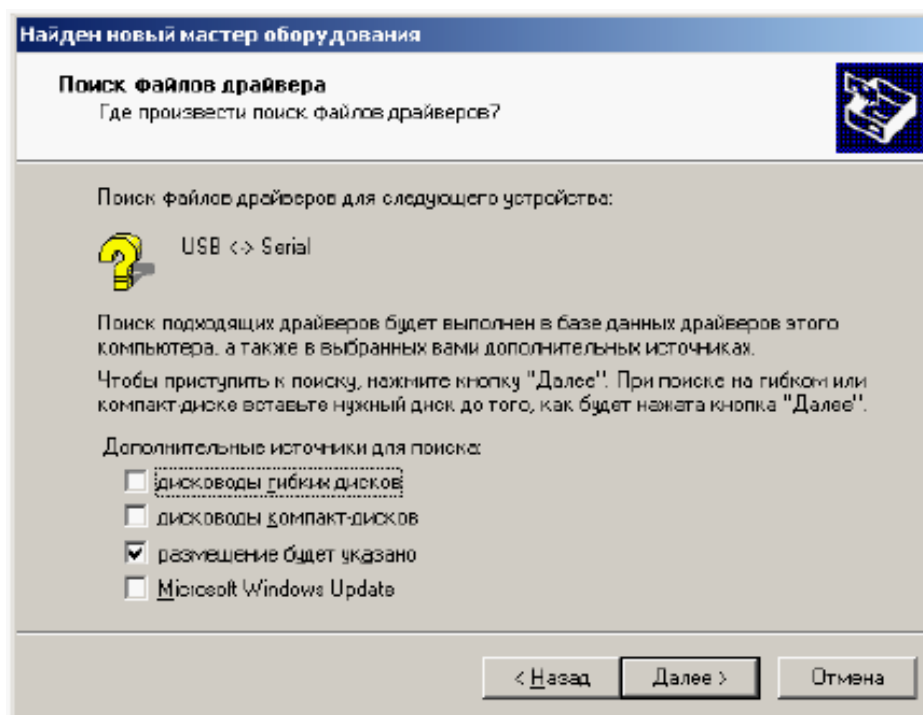 Найден новый мастер оборудования
Поиск файлов драйвера
Где произвести поиск файлов драйверов?
Поиск файлов драйверов для следующего устройства:
USB <-> Serial
Поиск подходящих драйверов будет выполнен в базе данных драйверов этого
компьютера, а также в выбранных вами дополнительных источниках.
Чтобы приступить к поиску, нажмите кнопку "Далее". При поиске на гибком или
компакт-диске вставьте нужный диск до того, как будет нажата кнопка "Далее".
Дополнительные источники для поиска:
дисководы гибких дисков
дисководы компакт-дисков
размещение будет указано
Microsoft Windows Update
< Назад
Далее >
Отмена